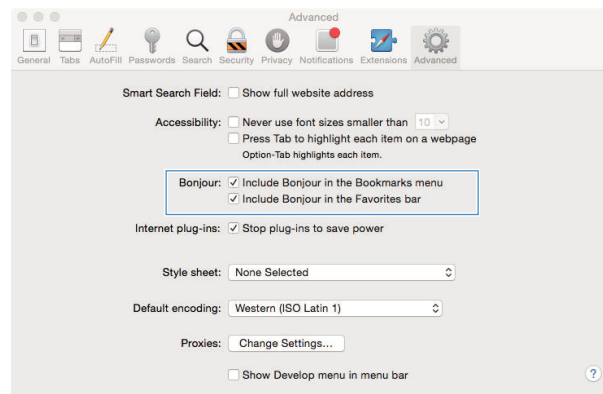 Advanced
General Tabs AutoFill Passwords Search Security Privacy Notifications Extensions Advanced
Smart Search Field: Show full website address
Accessibility: Never use font sizes smaller than 10
Press Tab to highlight each item on a webpage
Option-Tab highlights each item.
Bonjour: Include Bonjour in the Bookmarks menu
Include Bonjour in the Favorites bar
Internet plug-ins: Stop plug-ins to save power
Style sheet: None Selected
Default encoding: Western (ISO Latin 1)
Proxies: Change Settings...
Show Develop menu in menu bar
?